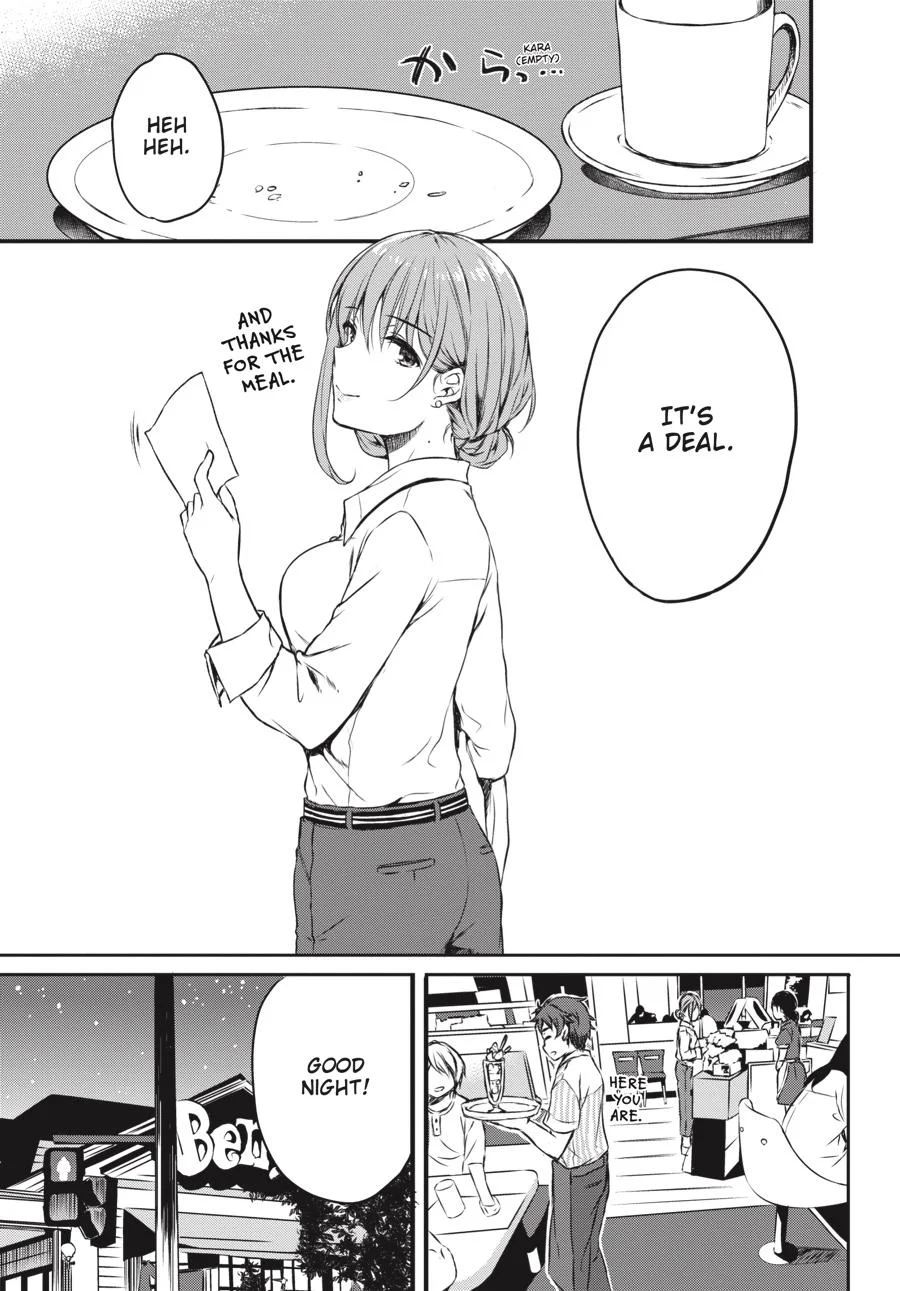 からっ…
KARA
(EMPTY)
HEH
HEH.
IT'S
A DEAL.
AND
THANKS
FOR THE
MEAL.
HERE
YOU
ARE.
GOOD
NIGHT!